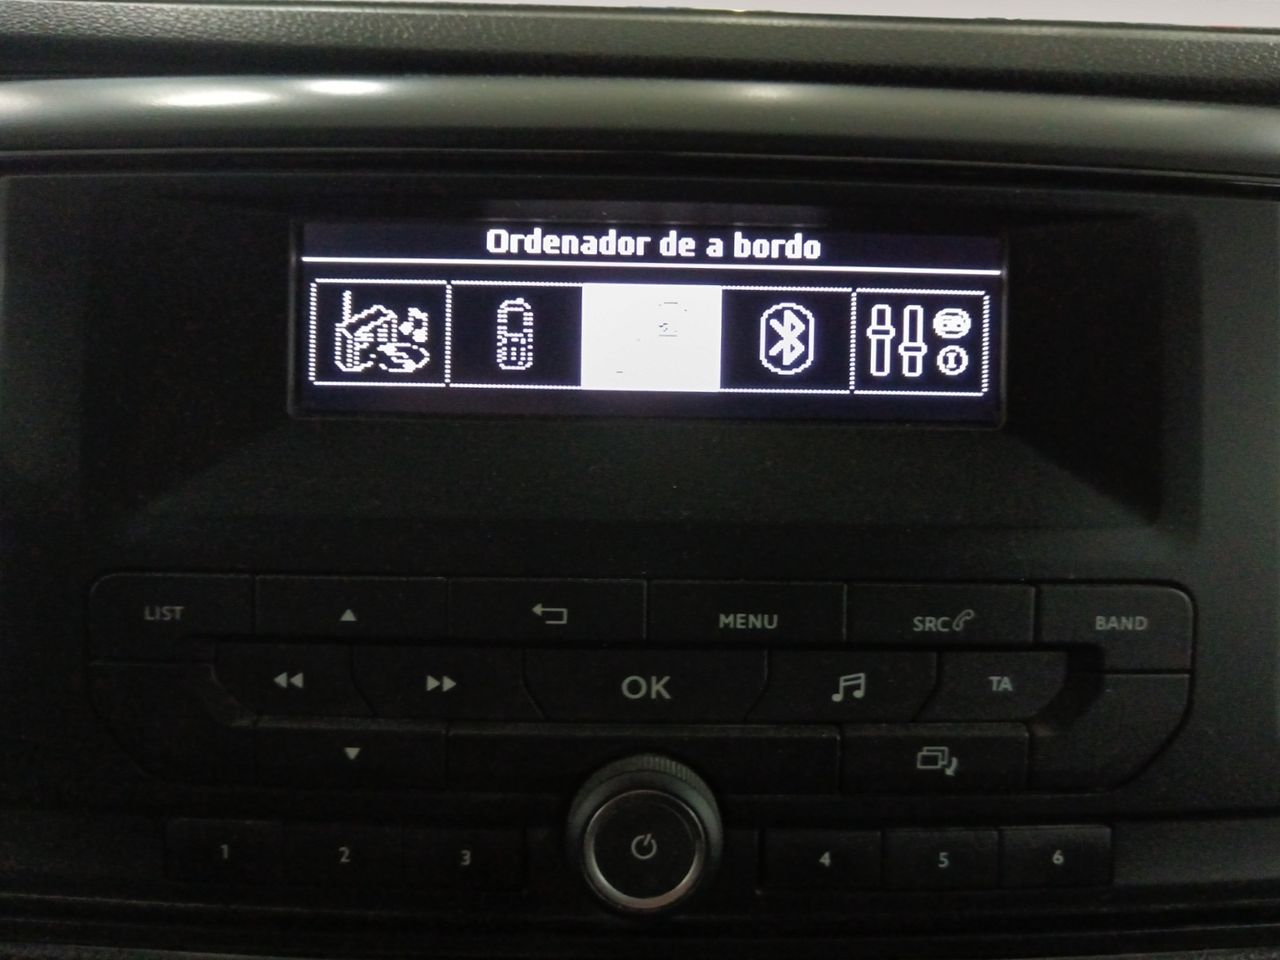 Ordenador de a bordo
LIST
MENU
SRC
BAND
OK
TA
1
2
3
4
5
6